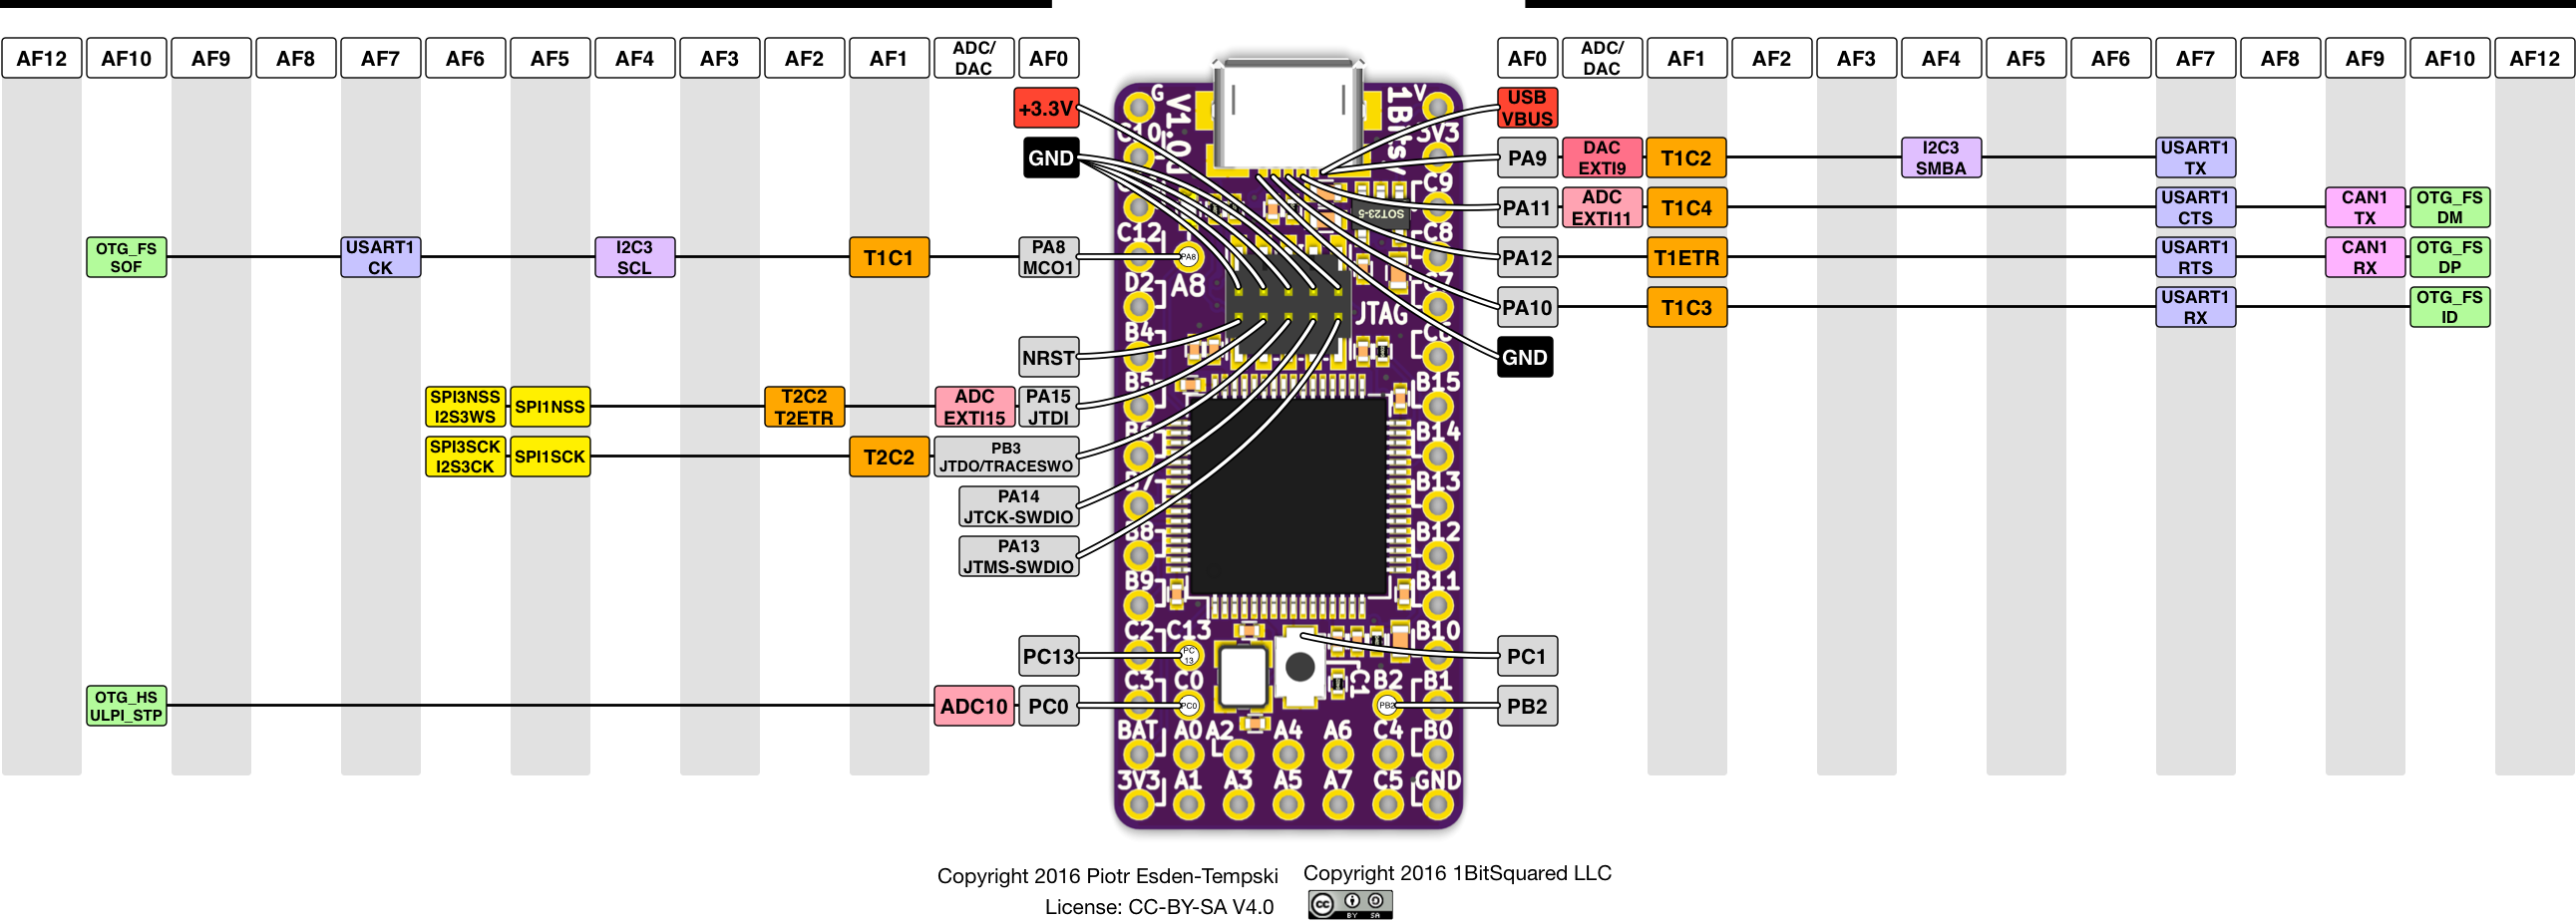 AF12 AF10 AF9 AF8 AF7 AF6 AF5 AF4 AF3 AF2 AF1 ADC/ DAC AF0
AF0 ADC/ DAC AF1 AF2 AF3 AF4 AF5 AF6 AF7 AF8 AF9 AF10 AF12
+3.3V
GND
OTG_FS SOF USART1 CK I2C3 SCL T1C1 PA8 MCO1
NRST
SPI3NSS I2S3WS SPI1NSS T2C2 T2ETR ADC EXTI15 PA15 JTDI
SPI3SCK I2S3CK SPI1SCK T2C2 PB3 JTDO/TRACESWO
PA14 JTCK-SWDIO
PA13 JTMS-SWDIO
PC13
OTG_HS ULPI_STP ADC10 PC0
USB VBUS
PA9 DAC EXTI9 T1C2 I2C3 SMBA USART1 TX
PA11 ADC EXTI11 T1C4 USART1 CTS CAN1 TX OTG_FS DM
PA12 T1ETR USART1 RTS CAN1 RX OTG_FS DP
PA10 T1C3 USART1 RX OTG_FS ID
GND
PC1
PB2
G V1.0d 1Bitsy V
C10 3V3
C9
C12 C8
PA8
D2 A8 C7
JTAG
SOT23-5
B4 C6
B5 B15
B6 B14
B7 B13
B8 B12
B9 B11
C2 C13 B10
PC 13
C3 C0 C1 B2 B1
PC0 PB2
BAT A0 A2 A4 A6 C4 B0
3V3 A1 A3 A5 A7 C5 GND
Copyright 2016 Piotr Esden-Tempski
License: CC-BY-SA V4.0
Copyright 2016 1BitSquared LLC
cc BY SA